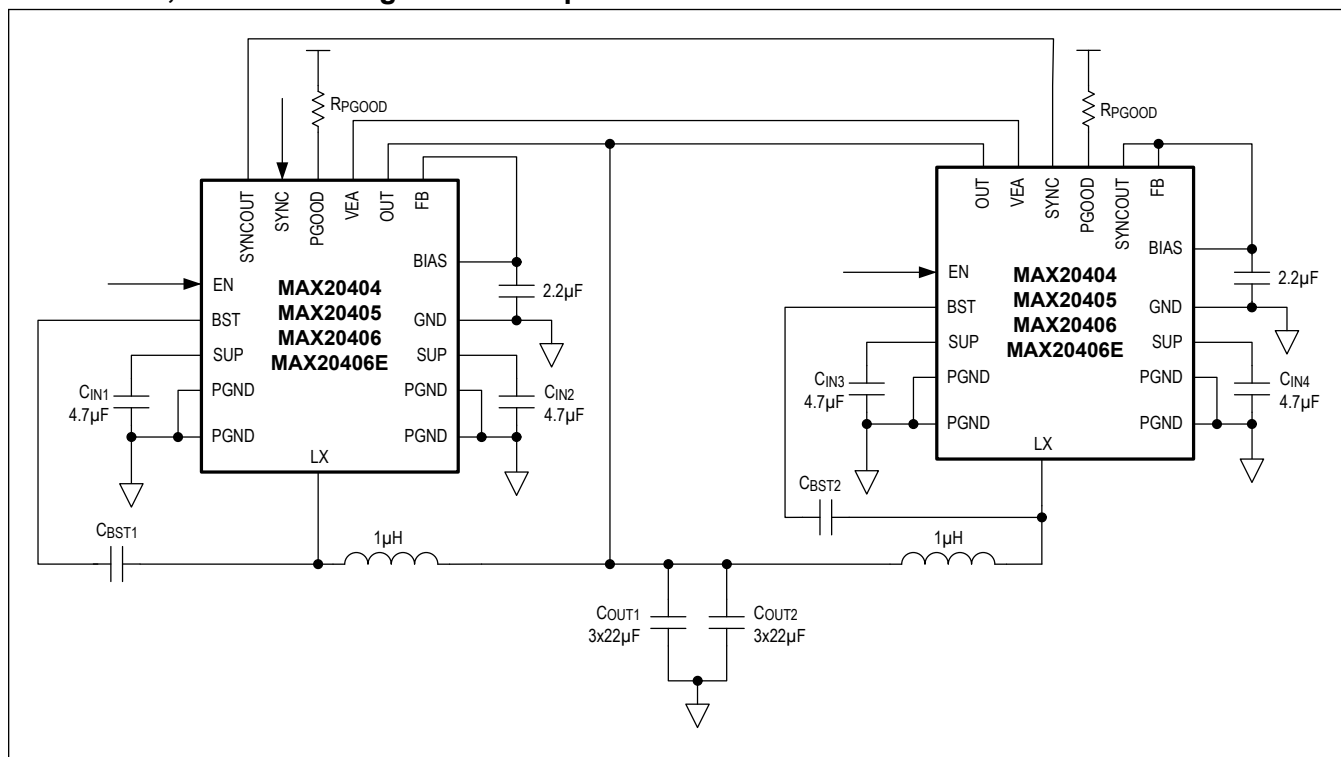 RPGOOD
RPGOOD
SYNCOUT
SYNC
PGOOD
VEA
OUT
FB
EN
BST
SUP
PGND
PGND
MAX20404
MAX20405
MAX20406
MAX20406E
BIAS
GND
SUP
PGND
PGND
LX
2.2µF
CIN1
4.7µF
CIN2
4.7µF
CBST1
1µH
OUT
VEA
SYNC
PGOOD
SYNCOUT
FB
EN
BST
SUP
PGND
PGND
MAX20404
MAX20405
MAX20406
MAX20406E
BIAS
GND
SUP
PGND
PGND
LX
2.2µF
CIN3
4.7µF
CIN4
4.7µF
CBST2
1µH
COUT1
3x22µF
COUT2
3x22µF